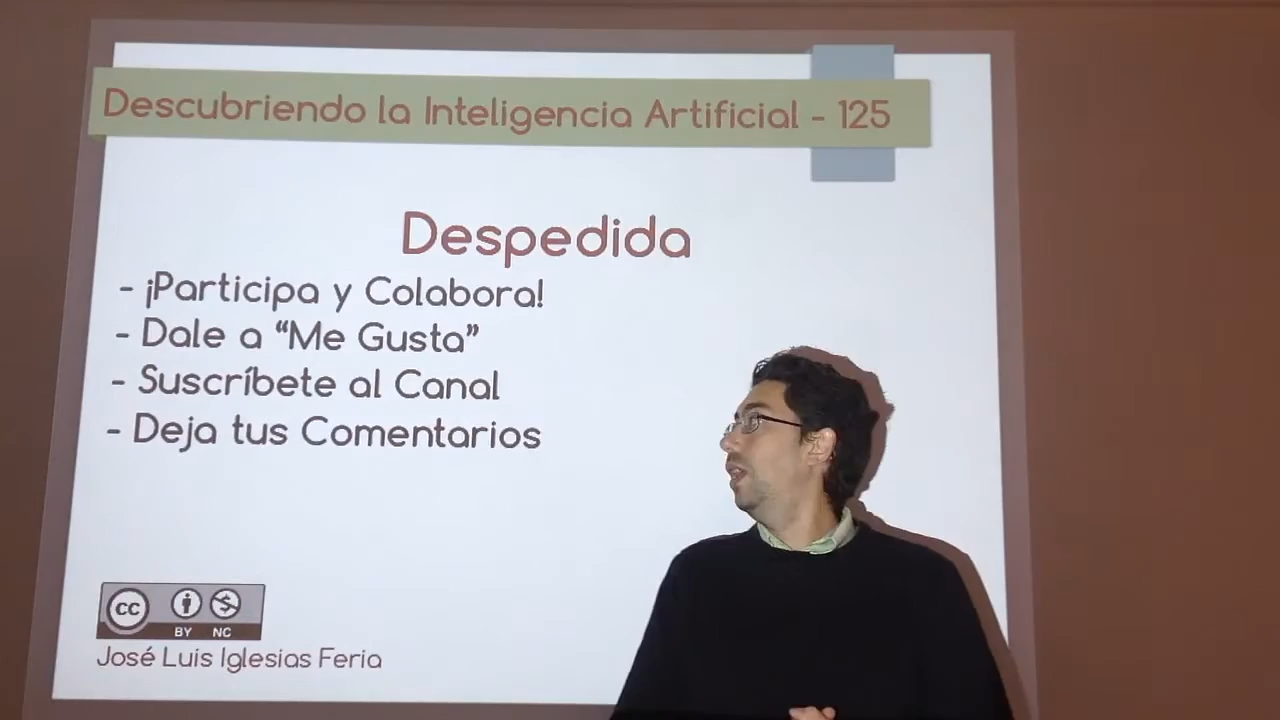 Descubriendo la Inteligencia Artificial - 125
Despedida
- ¡Participa y Colabora!
- Dale a “Me Gusta”
- Suscríbete al Canal
- Deja tus Comentarios
cc
BY NC
José Luis Iglesias Feria